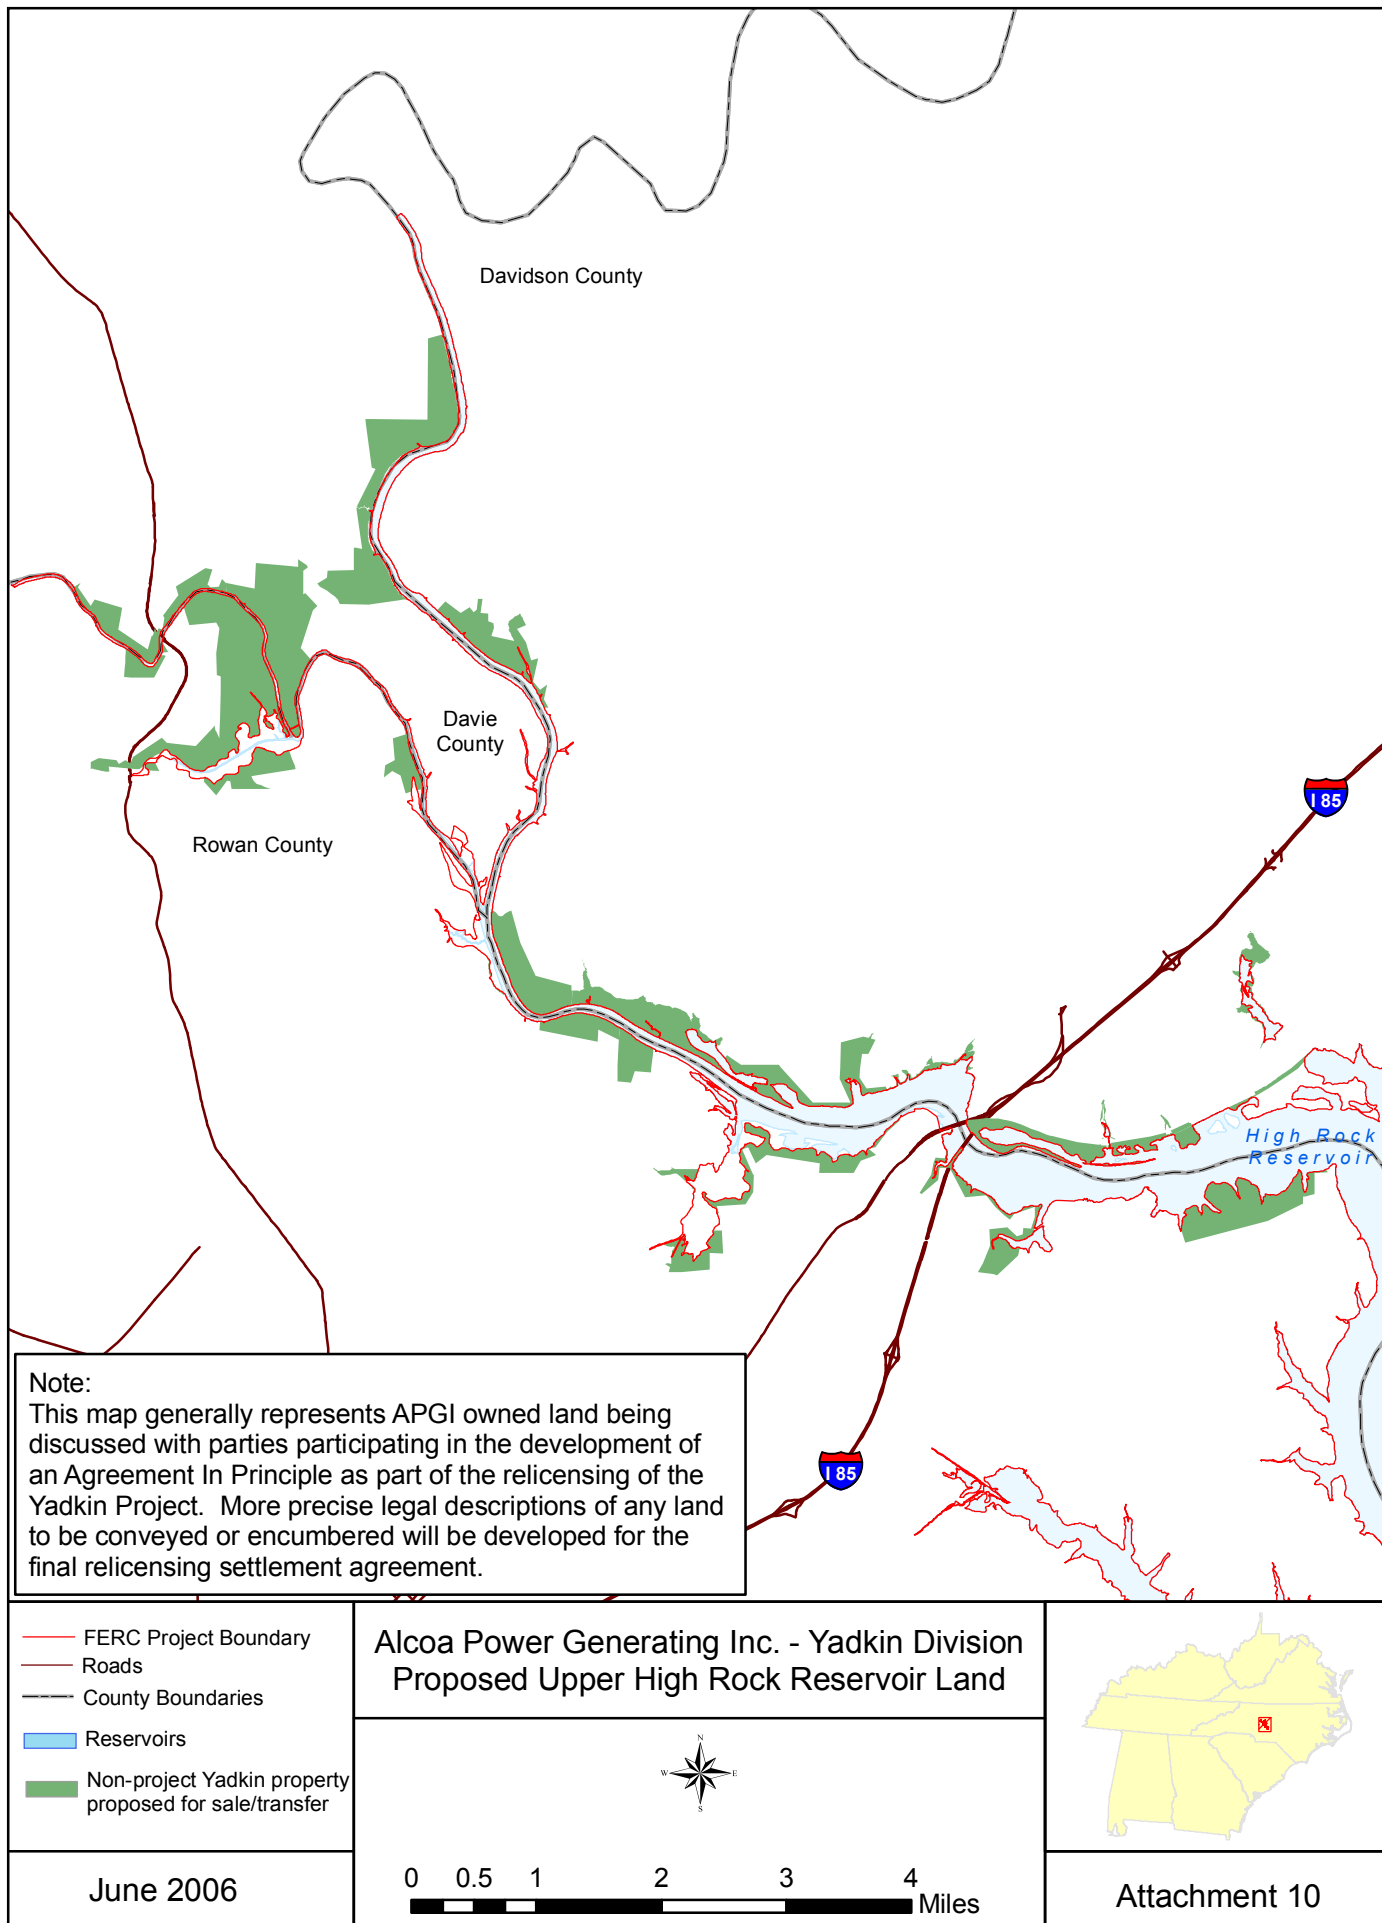 Davidson County
Davie
County
I 85
Rowan County
High Rock
Reservoir
I 85
Note:
This map generally represents APGI owned land being
discussed with parties participating in the development of
an Agreement In Principle as part of the relicensing of the
Yadkin Project.  More precise legal descriptions of any land
to be conveyed or encumbered will be developed for the
final relicensing settlement agreement.
FERC Project Boundary
Roads
County Boundaries
Reservoirs
Non-project Yadkin property
proposed for sale/transfer
June 2006
Alcoa Power Generating Inc. - Yadkin Division
Proposed Upper High Rock Reservoir Land
N
W E
S
0 0.5 1 2 3 4
Miles
Attachment 10